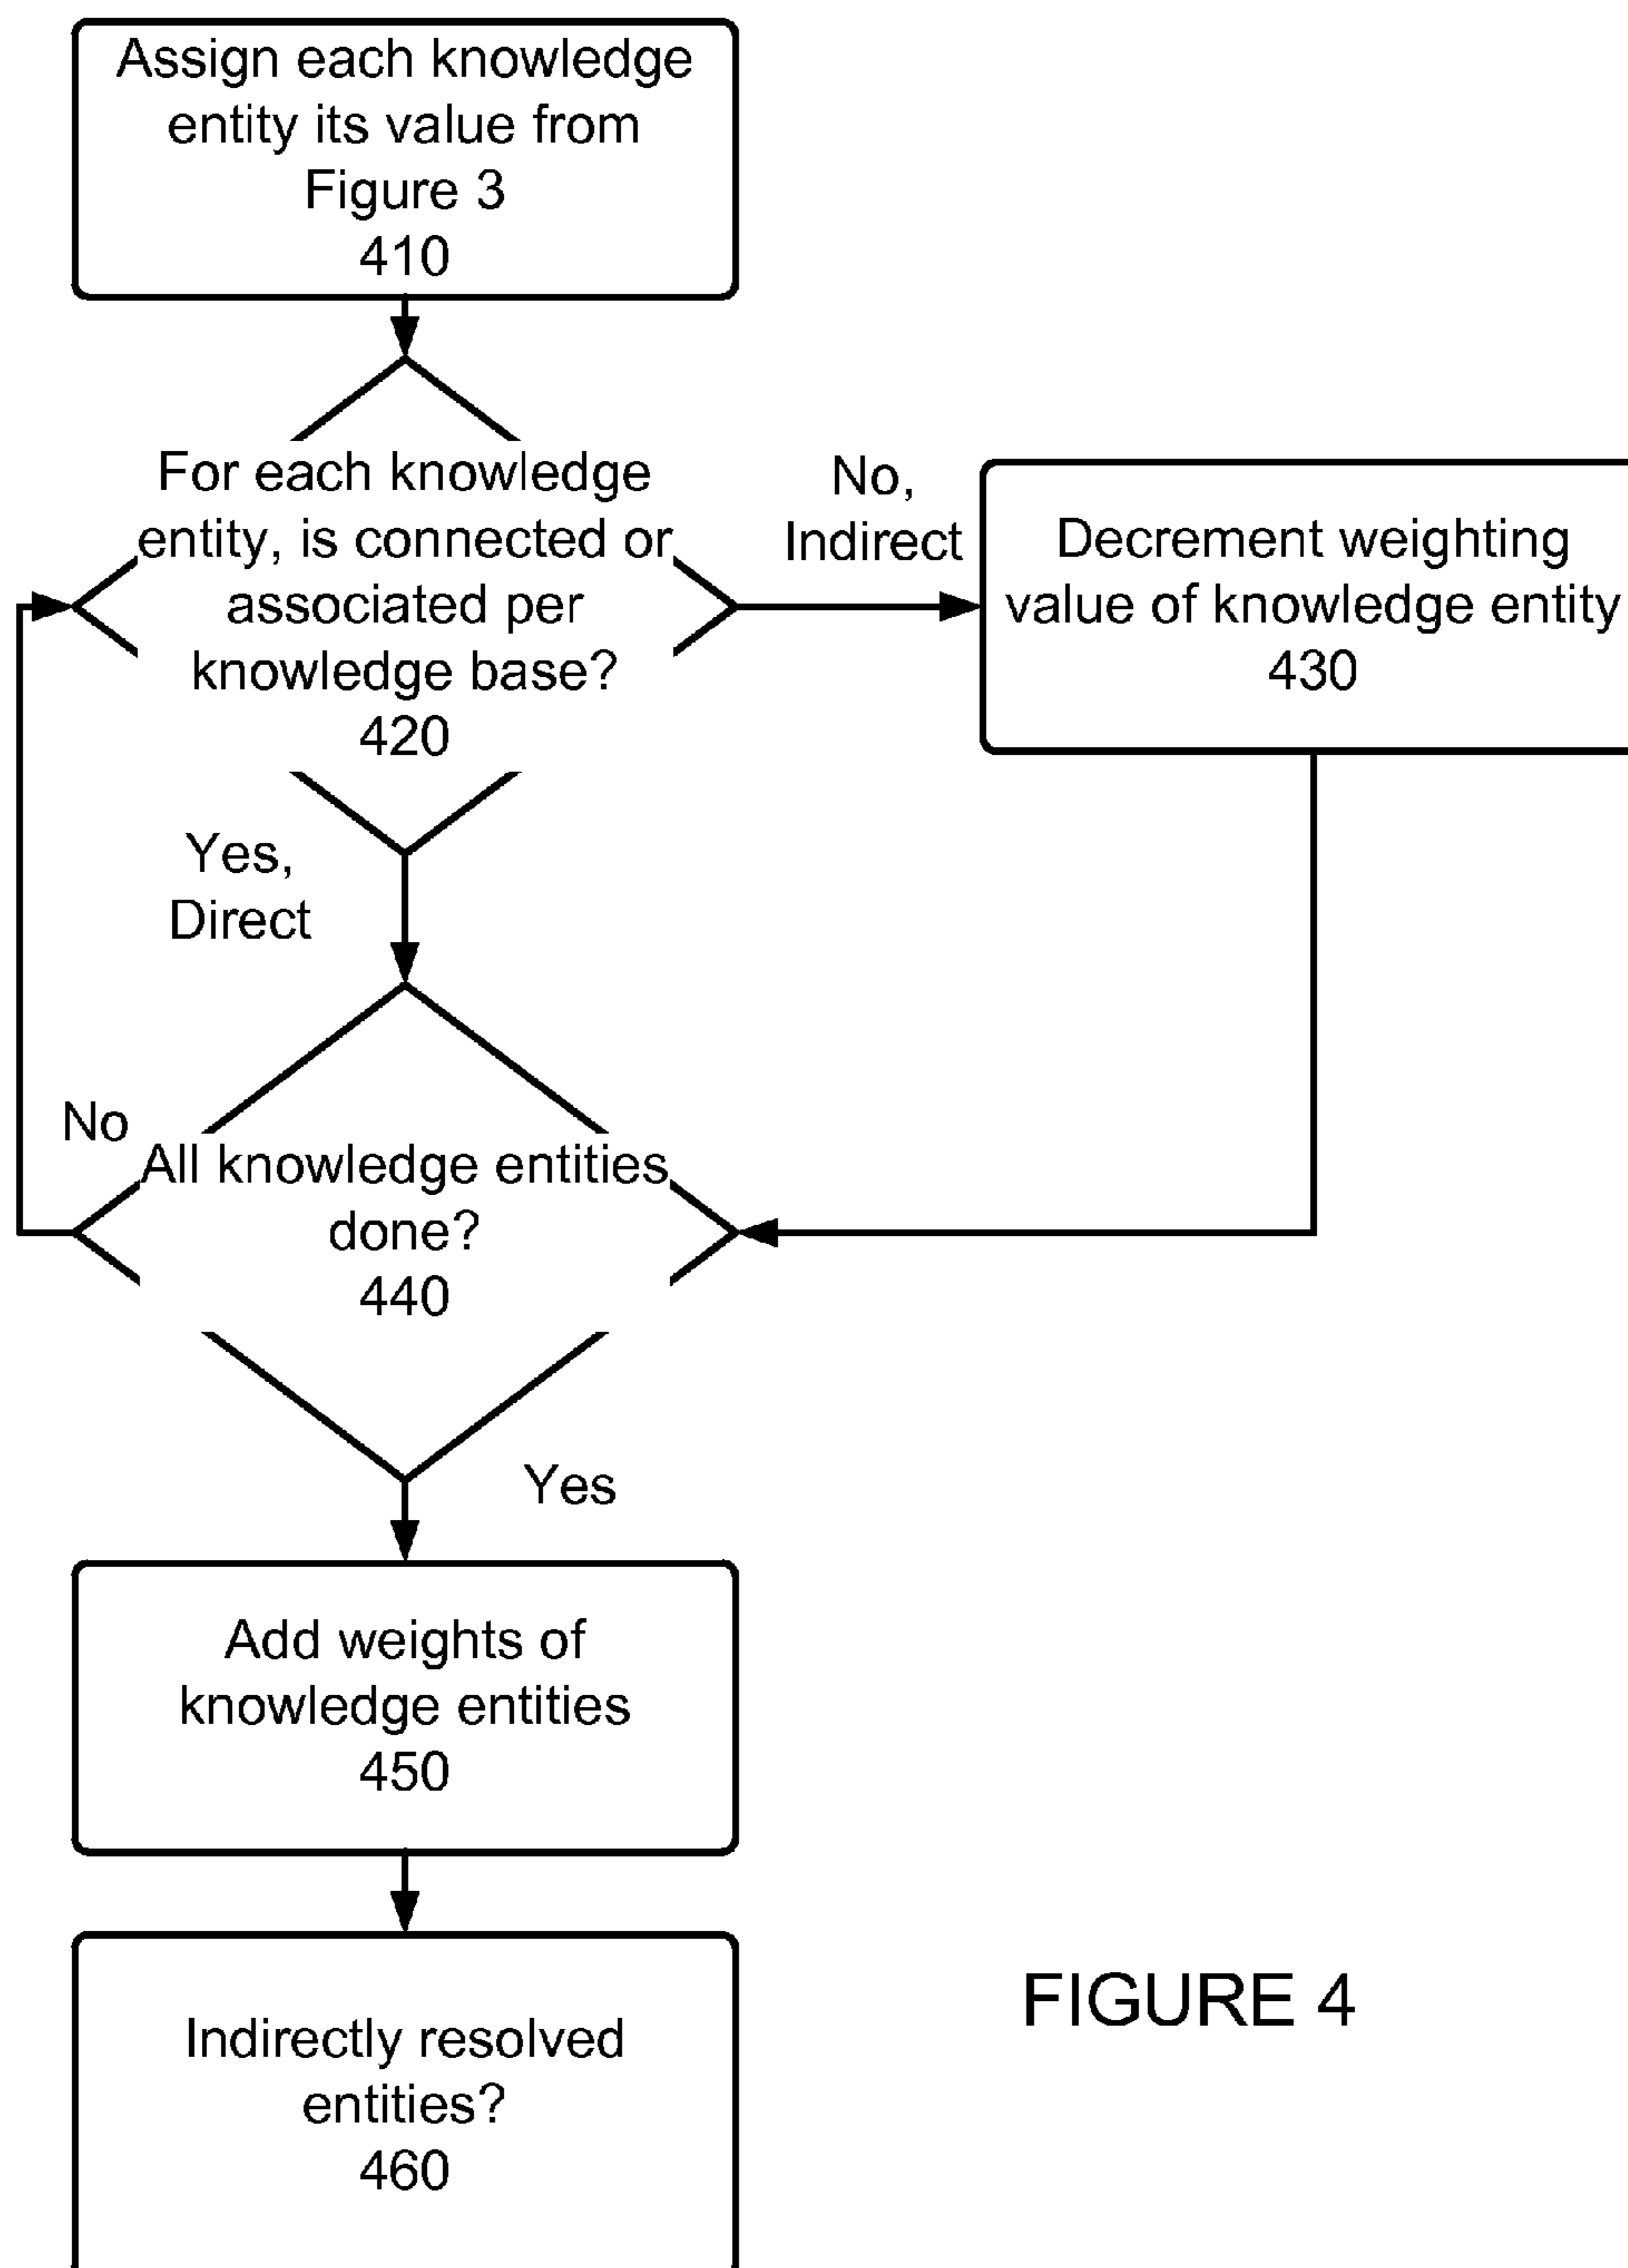 Assign each knowledge
entity its value from
Figure 3
410
For each knowledge
entity, is connected or
associated per
knowledge base?
420
No,
Indirect
Decrement weighting
value of knowledge entity
430
Yes,
Direct
No
All knowledge entities
done?
440
Yes
Add weights of
knowledge entities
450
Indirectly resolved
entities?
460
FIGURE 4